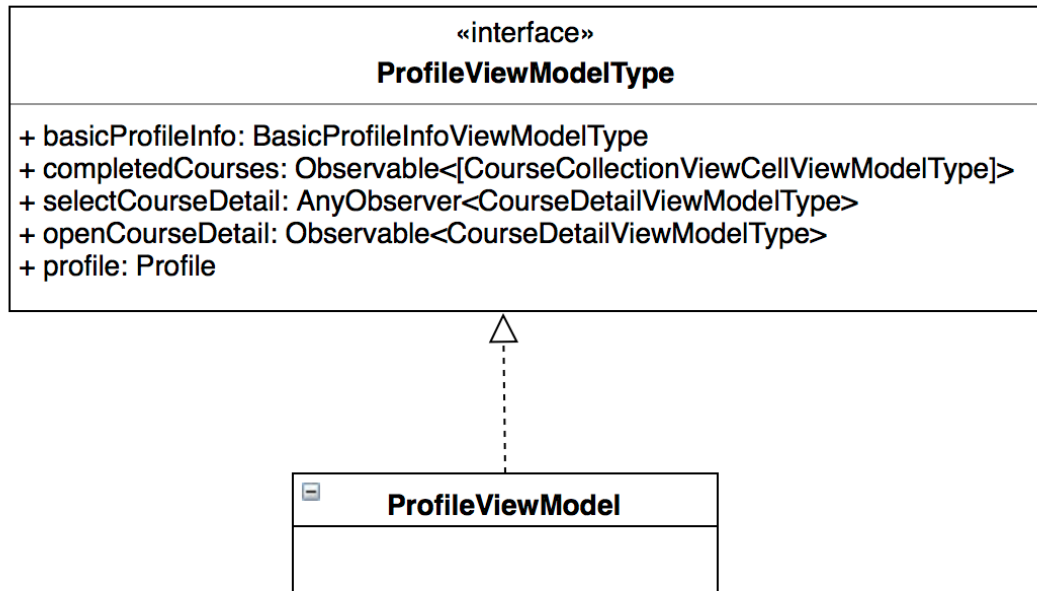 «interface»
ProfileViewModelType
+ basicProfileInfo: BasicProfileInfoViewModelType
+ completedCourses: Observable<[CourseCollectionViewCellViewModelType]>
+ selectCourseDetail: AnyObserver<CourseDetailViewModelType>
+ openCourseDetail: Observable<CourseDetailViewModelType>
+ profile: Profile
ProfileViewModel